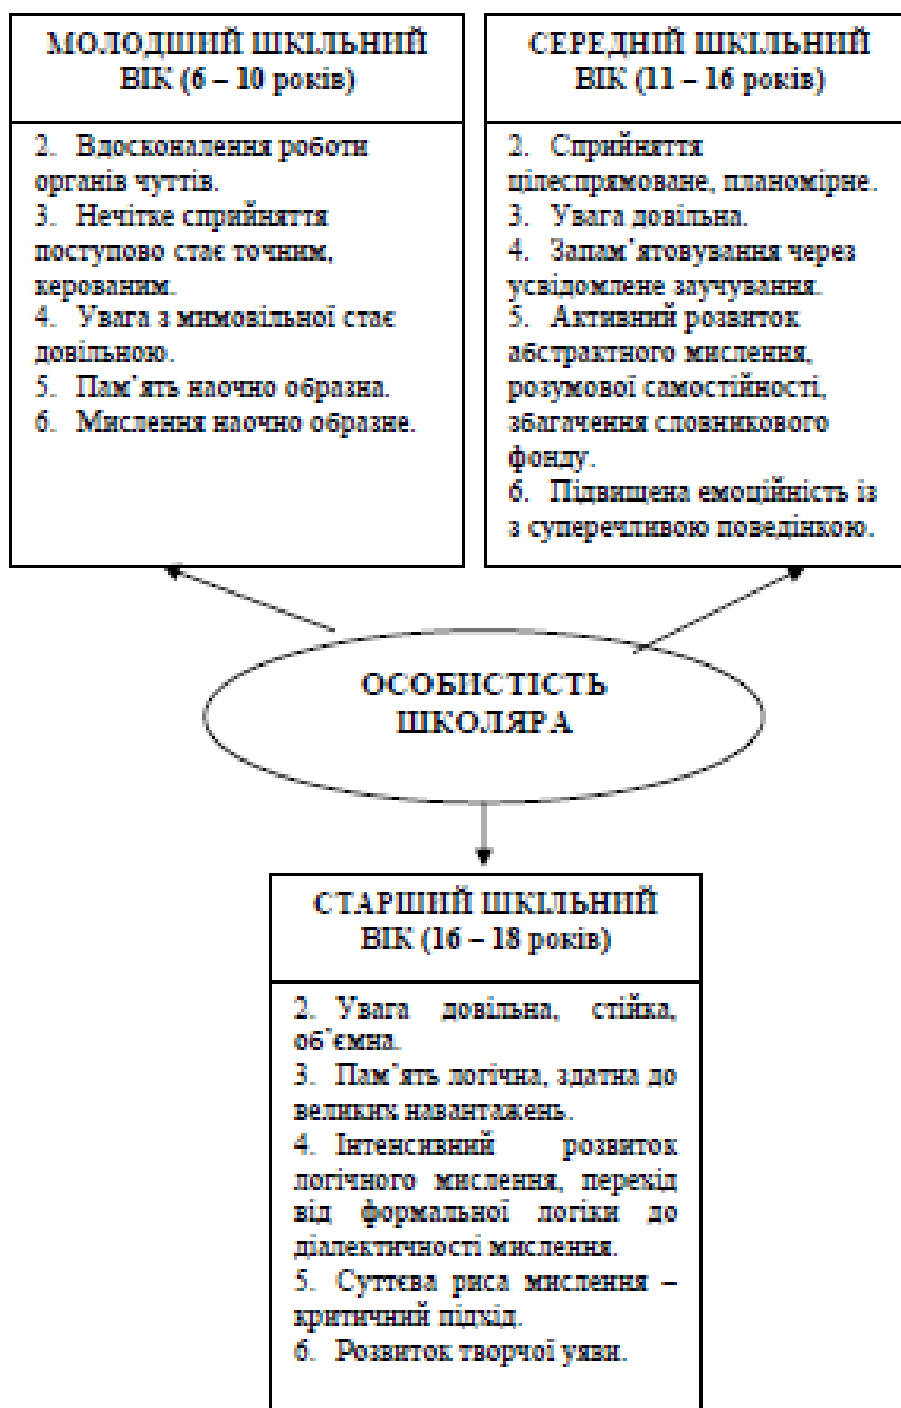 МОЛОДШИЙ ШКІЛЬНИЙ
ВІК (6 – 10 років)
2. Вдосконалення роботи
органів чуттів.
3. Нечітке сприйняття
поступово стає точним,
керованим.
4. Увага з мимовільної стає
довільною.
5. Пам`ять наочно образна.
6. Мислення наочно образне.
СЕРЕДНІЙ ШКІЛЬНИЙ
ВІК (11 – 16 років)
2. Сприйняття
цілеспрямоване, планомірне.
3. Увага довільна.
4. Запам`ятовування через
усвідомлене заучування.
5. Активний розвиток
абстрактного мислення,
розумової самостійності,
збагачення словникового
фонду.
6. Підвищена емоційність із
з суперечливою поведінкою.
ОСОБИСТІСТЬ
ШКОЛЯРА
СТАРШИЙ ШКІЛЬНИЙ
ВІК (16 – 18 років)
2. Увага довільна, стійка,
об`ємна.
3. Пам`ять логічна, здатна до
великих навантажень.
4. Інтенсивний розвиток
логічного мислення, перехід
від формальної логіки до
діалектичності мислення.
5. Суттєва риса мислення –
критичний підхід.
6. Розвиток творчої уяви.